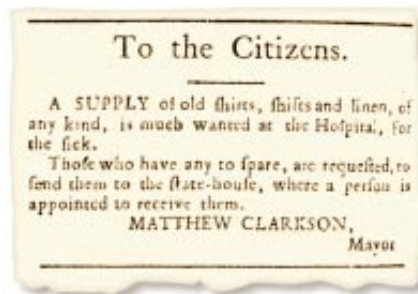 To the Citizens.
A SUPPLY of old ſhirts, ſhifts and linen, of
any kind, is much wanted at the Hoſpital, for
the ſick.
Thoſe who have any to ſpare, are requeſted, to
ſend them to the ſtate-houſe, where a perſon is
appointed to receive them.
MATTHEW CLARKSON,
Mayor